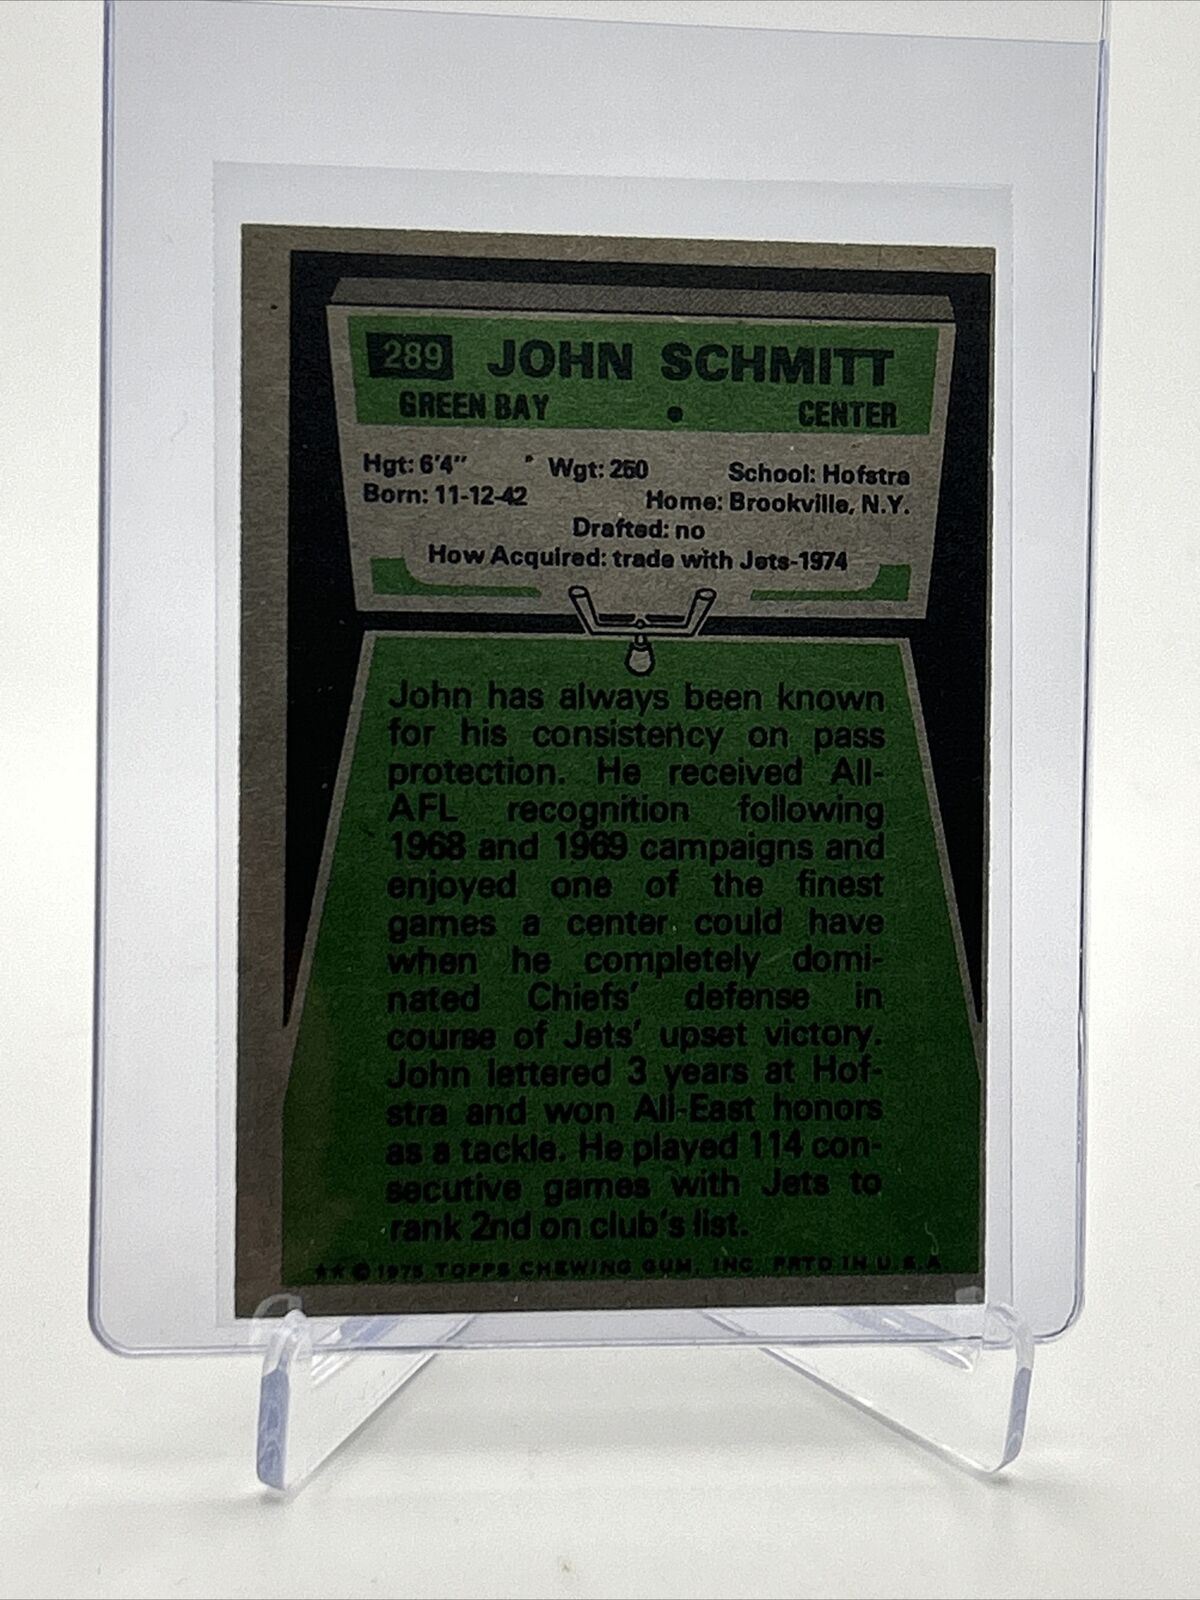 289 JOHN SCHMITT
GREEN BAY • CENTER
Hgt: 6'4" Wgt: 250 School: Hofstra
Born: 11-12-42 Home: Brookville, N.Y.
Drafted: no
How Acquired: trade with Jets-1974
John has always been known
for his consistency on pass
protection. He received All-
AFL recognition following
1968 and 1969 campaigns and
enjoyed one of the finest
games a center could have
when he completely domi-
nated Chiefs' defense in
course of Jets' upset victory.
John lettered 3 years at Hof-
stra and won All-East honors
as a tackle. He played 114 con-
secutive games with Jets to
rank 2nd on club's list.
★★ © 1975 TOPPS CHEWING GUM, INC. PRTD IN U.S.A